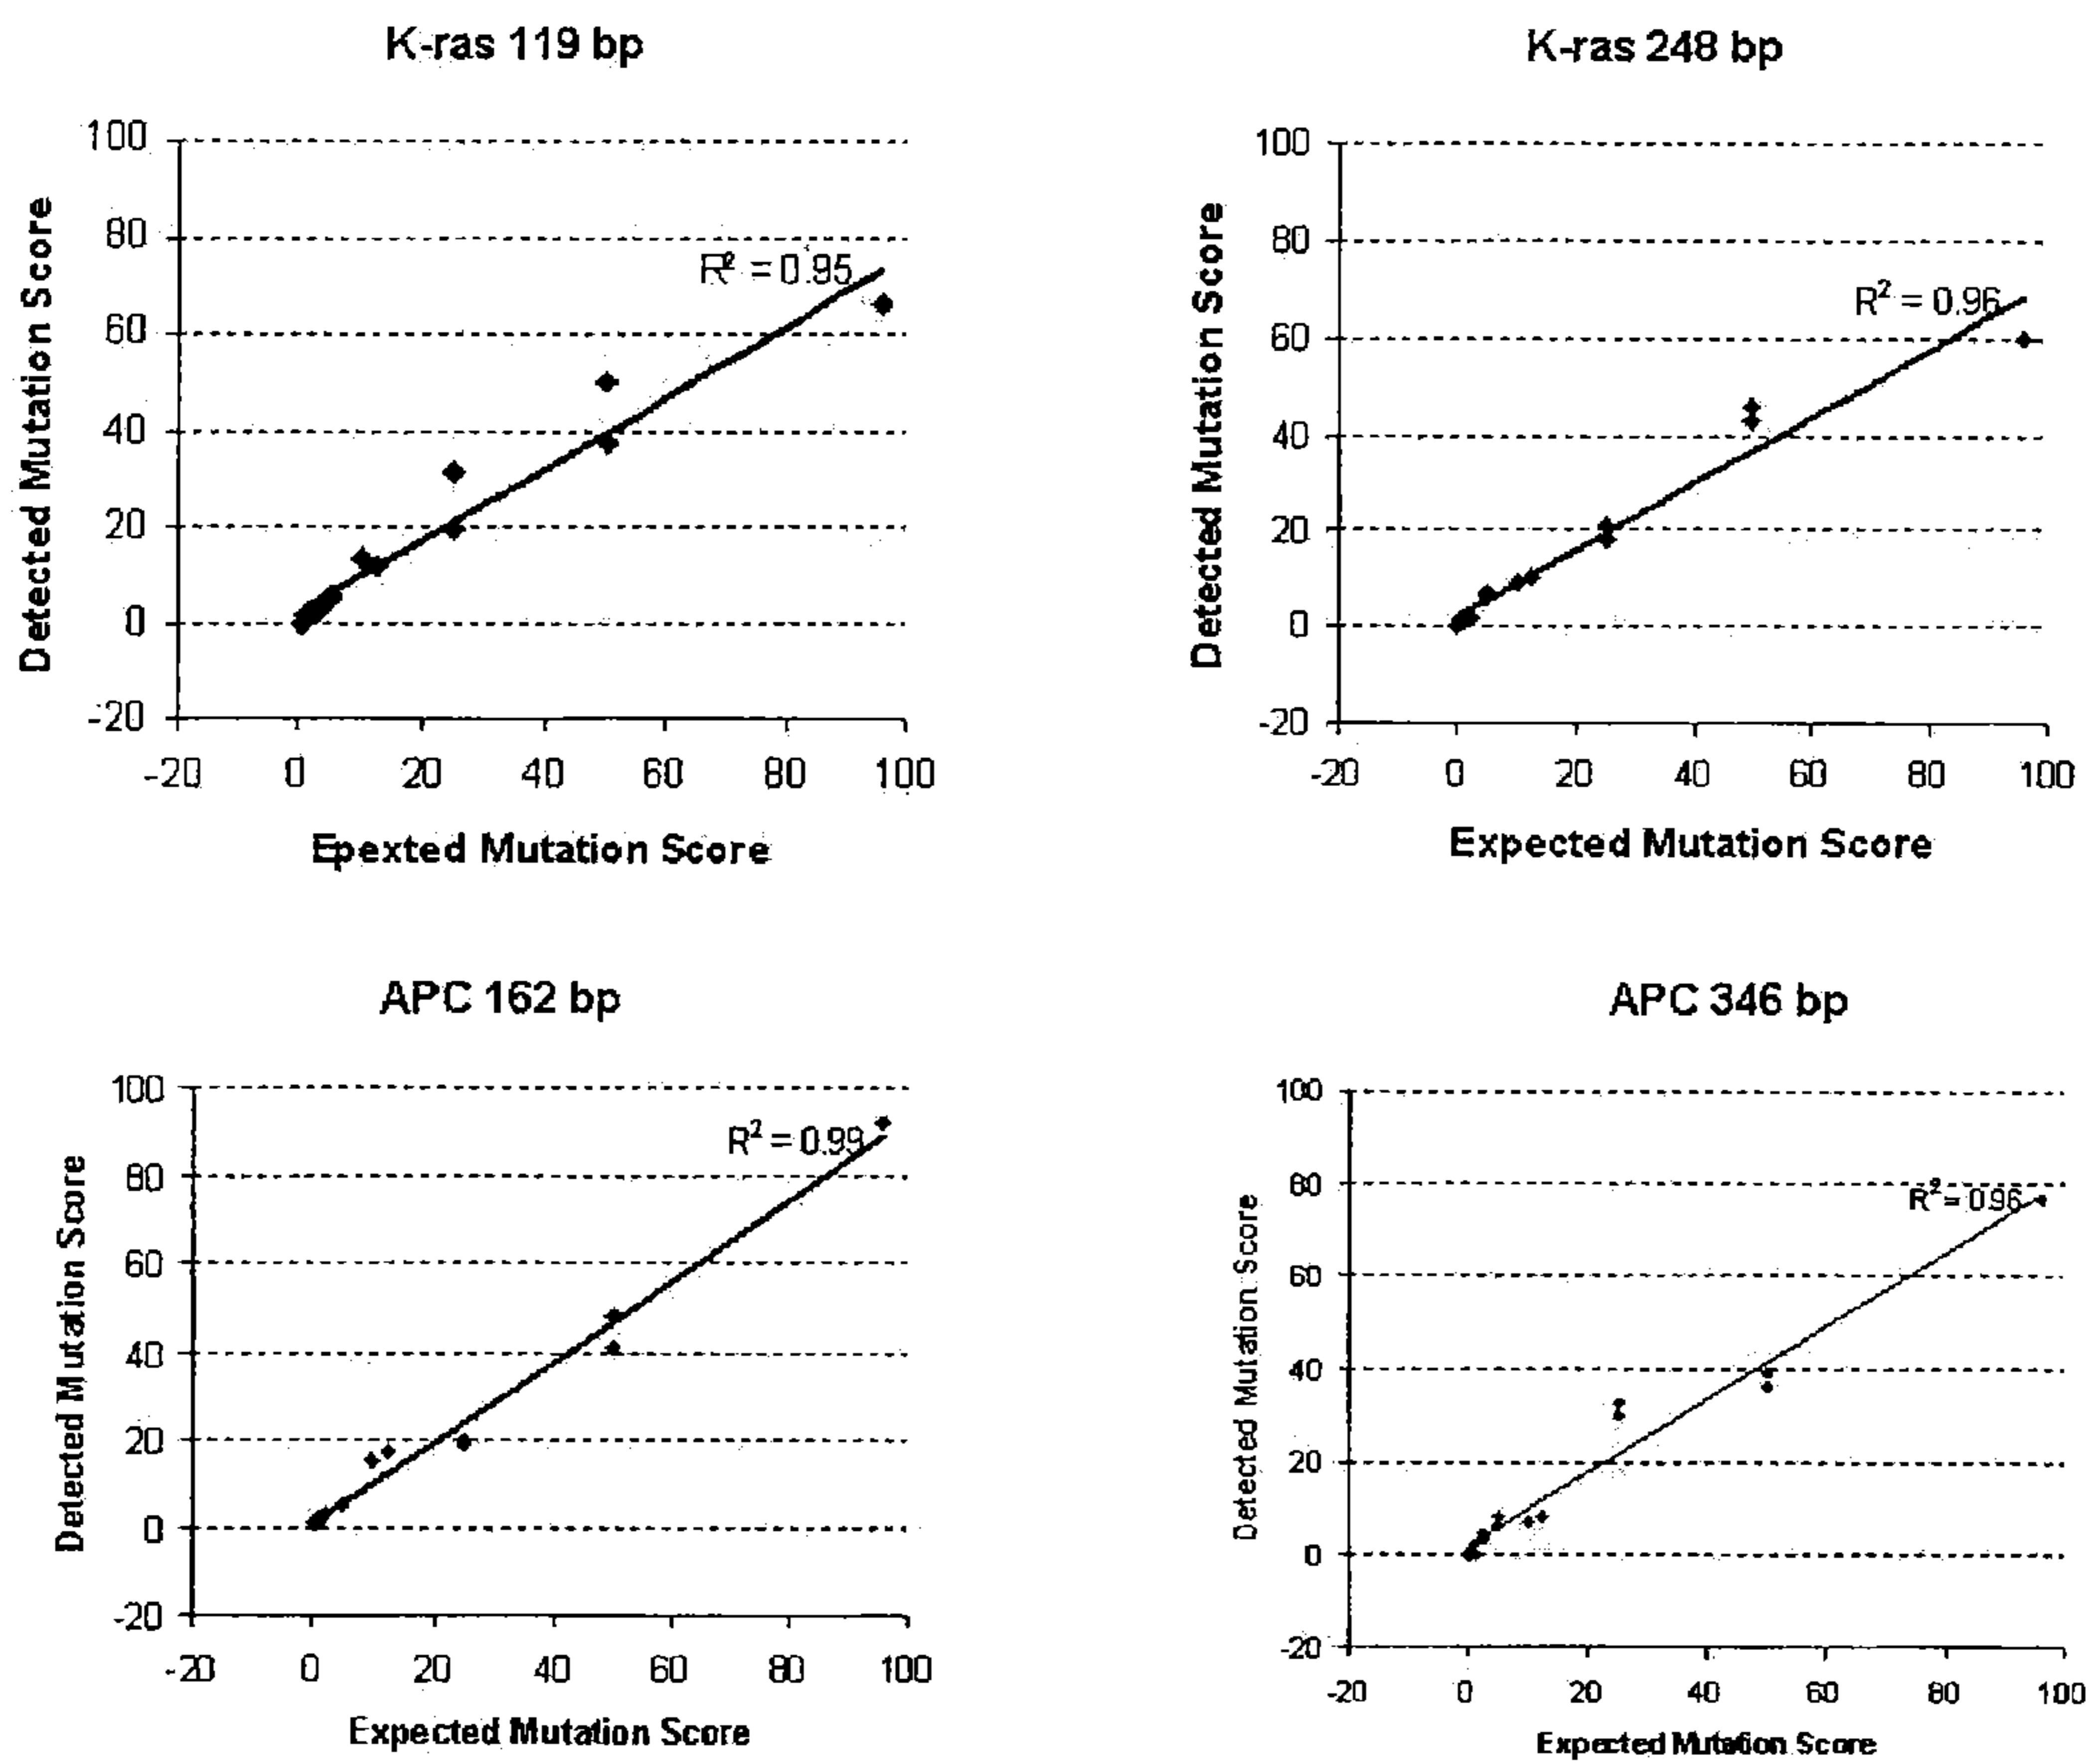 K-ras 119 bp
100
80
60
40
20
0
-20
Detected Mutation Score
R² = 0.95
-20 0 20 40 60 80 100
Epexted Mutation Score
K-ras 248 bp
100
80
60
40
20
0
-20
Detected Mutation Score
R² = 0.96
-20 0 20 40 60 80 100
Expected Mutation Score
APC 162 bp
100
80
60
40
20
0
-20
Detected Mutation Score
R² = 0.99
-20 0 20 40 60 80 100
Expected Mutation Score
APC 346 bp
100
80
60
40
20
0
-20
Detected Mutation Score
R² = 0.96
-20 0 20 40 60 80 100
Expected Mutation Score